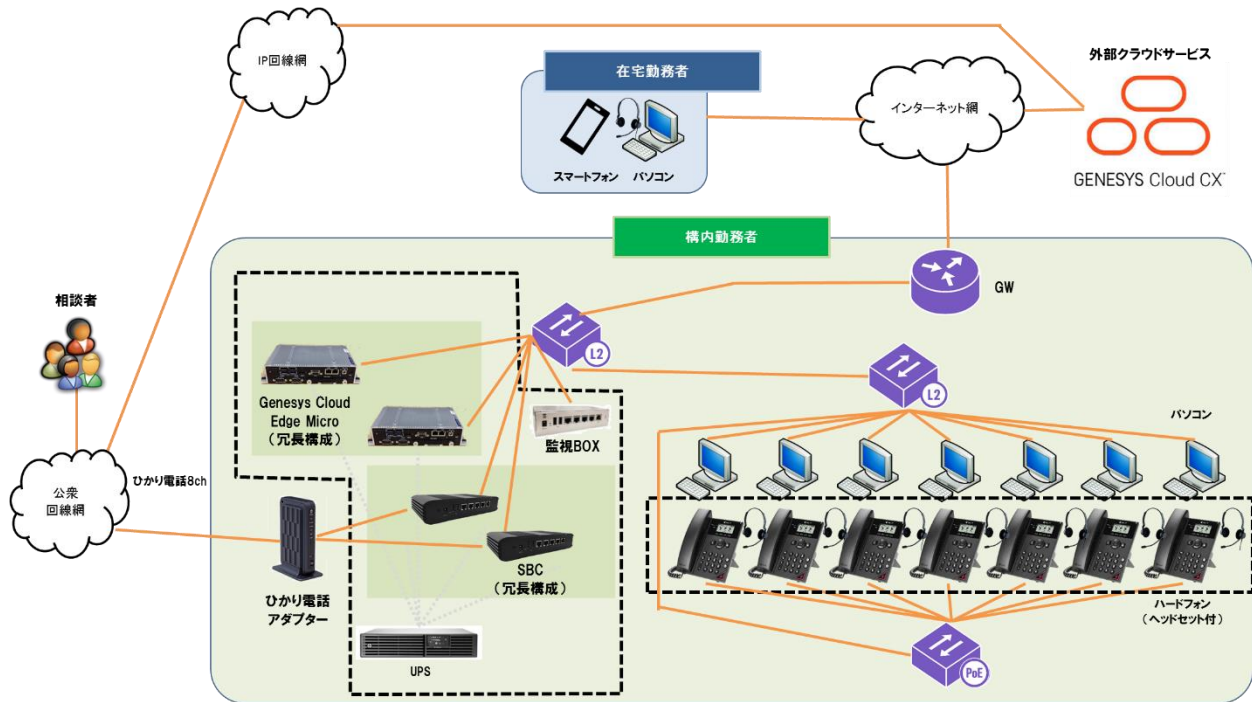 IP回線網
在宅勤務者
スマートフォン
パソコン
インターネット網
外部クラウドサービス
GENESYS Cloud CX™
構内勤務者
GW
相談者
L2
Genesys Cloud
Edge Micro
(冗長構成)
監視BOX
L2
パソコン
公衆
回線網
ひかり電話8ch
SBC
(冗長構成)
ひかり電話
アダプター
UPS
ハードフォン
(ヘッドセット付)
PoE